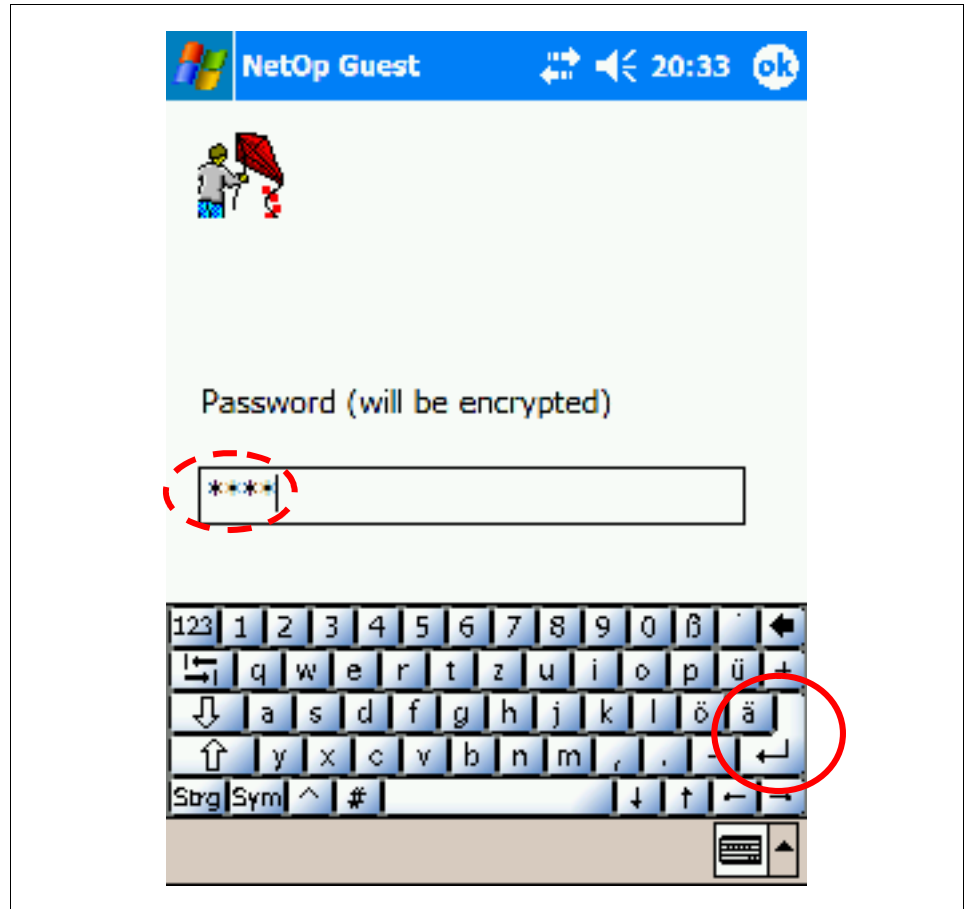 NetOp Guest 20:33 ok
Password (will be encrypted)
****
123 1 2 3 4 5 6 7 8 9 0 ß ´
q w e r t z u i o p ü +
a s d f g h j k l ö ä
y x c v b n m , . -
Strg Sym ^ # ↓ ↑ ← →